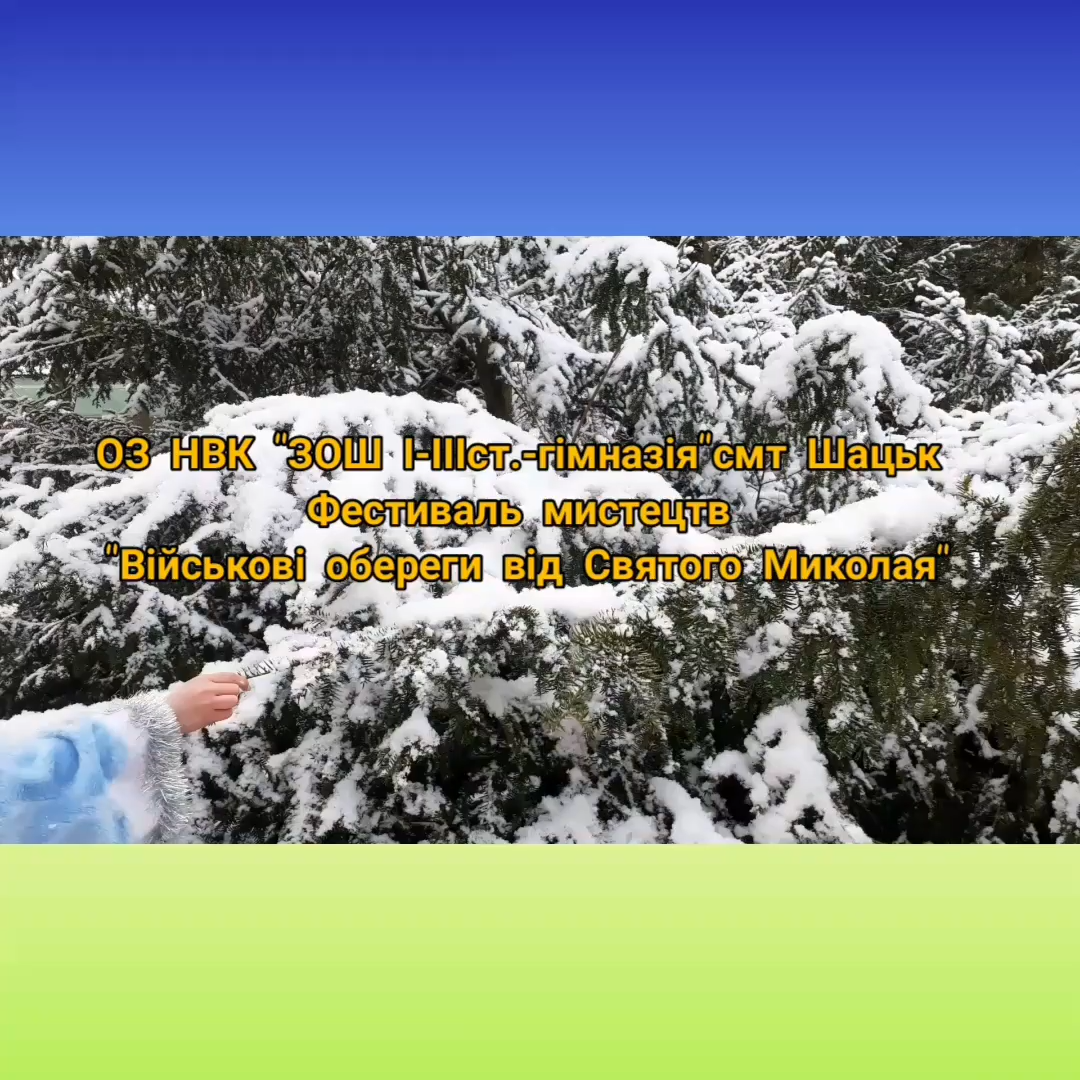 ОЗ НВК "ЗОШ І-ІІІст.-гімназія"смт Шацьк
Фестиваль мистецтв
"Військові обереги від Святого Миколая"